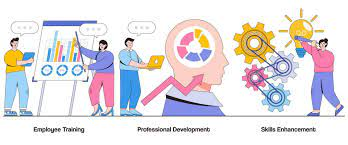 Employee Training
Professional Development
Skills Enhancement